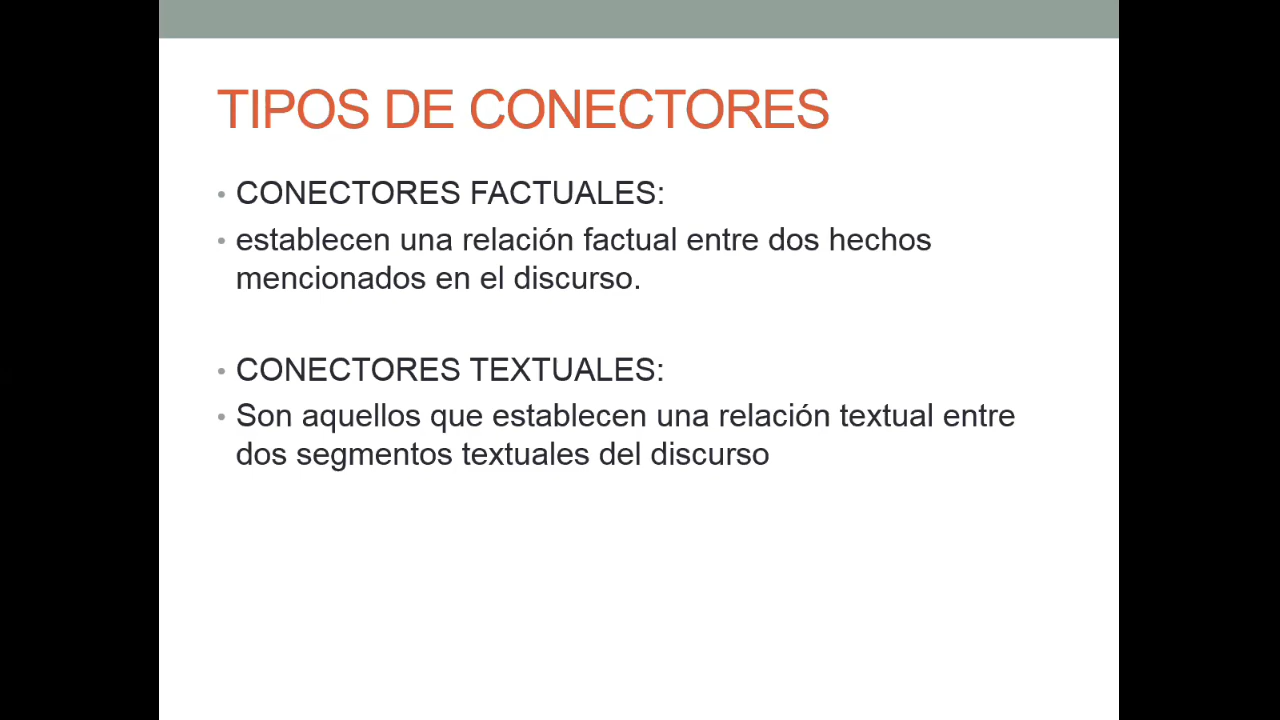 TIPOS DE CONECTORES
• CONECTORES FACTUALES:
• establecen una relación factual entre dos hechos
mencionados en el discurso.
• CONECTORES TEXTUALES:
• Son aquellos que establecen una relación textual entre
dos segmentos textuales del discurso